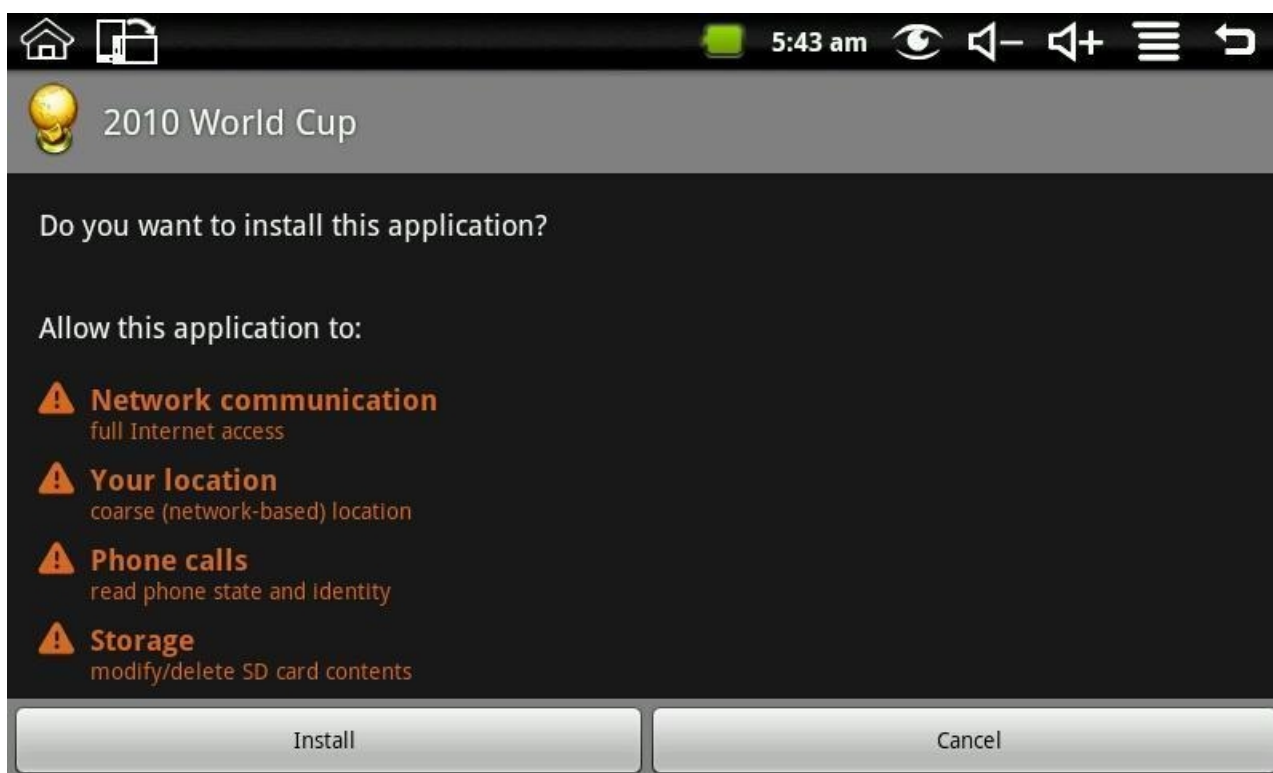 5:43 am
2010 World Cup
Do you want to install this application?
Allow this application to:
Network communication
full Internet access
Your location
coarse (network-based) location
Phone calls
read phone state and identity
Storage
modify/delete SD card contents
Install
Cancel